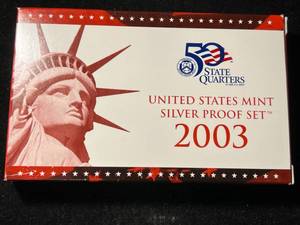 50
STATE
QUARTERS
UNITED STATES MINT
SILVER PROOF SET™
2003